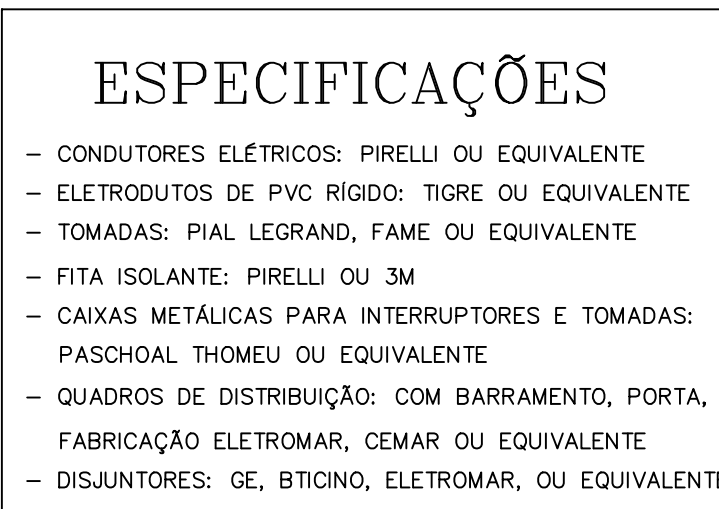 ESPECIFICAÇÕES
– CONDUTORES ELÉTRICOS: PIRELLI OU EQUIVALENTE
– ELETRODUTOS DE PVC RÍGIDO: TIGRE OU EQUIVALENTE
– TOMADAS: PIAL LEGRAND, FAME OU EQUIVALENTE
– FITA ISOLANTE: PIRELLI OU 3M
– CAIXAS METÁLICAS PARA INTERRUPTORES E TOMADAS:
PASCHOAL THOMEU OU EQUIVALENTE
– QUADROS DE DISTRIBUIÇÃO: COM BARRAMENTO, PORTA,
FABRICAÇÃO ELETROMAR, CEMAR OU EQUIVALENTE
– DISJUNTORES: GE, BTICINO, ELETROMAR, OU EQUIVALENTE